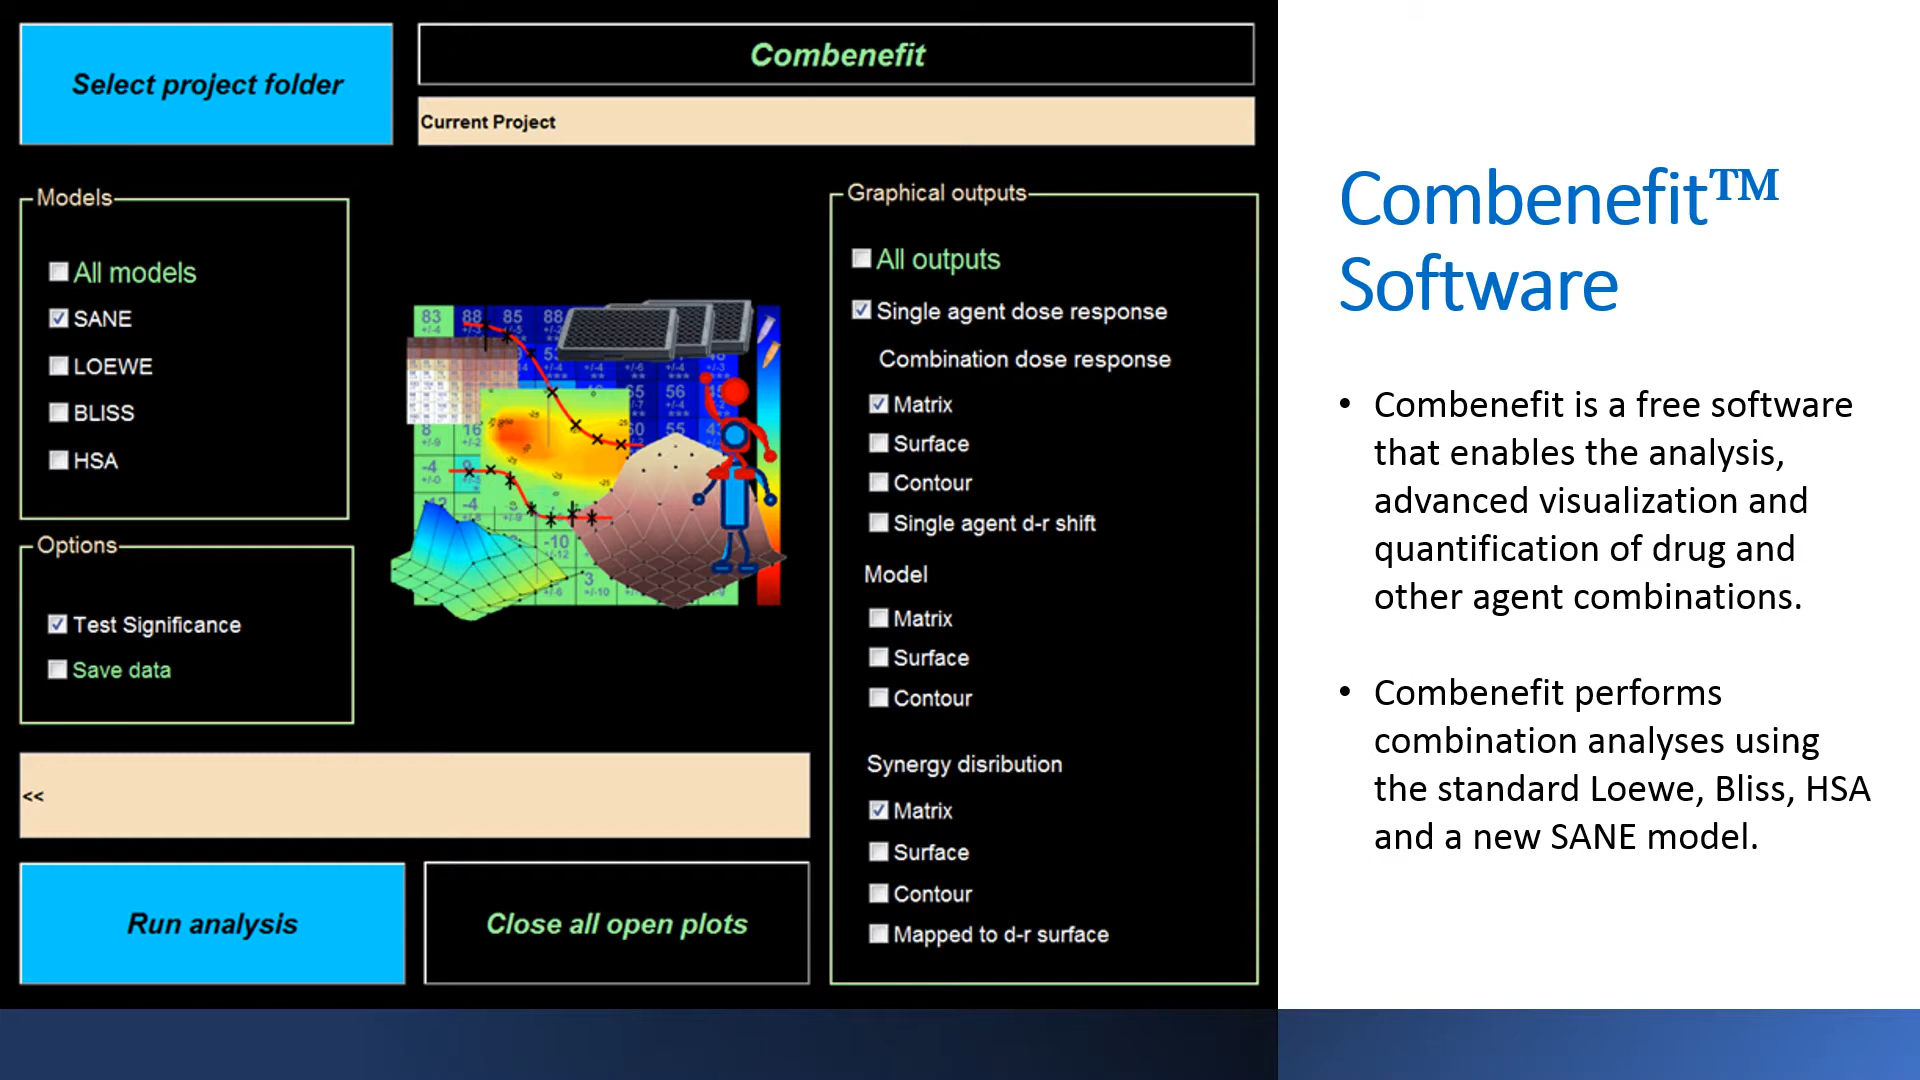 Select project folder
Combenefit
Current Project
Models
All models
SANE
LOEWE
BLISS
HSA
Options
Test Significance
Save data
<<
Run analysis
Close all open plots
Graphical outputs
All outputs
Single agent dose response
Combination dose response
Matrix
Surface
Contour
Single agent d-r shift
Model
Matrix
Surface
Contour
Synergy disribution
Matrix
Surface
Contour
Mapped to d-r surface
Combenefit™
Software
• Combenefit is a free software
that enables the analysis,
advanced visualization and
quantification of drug and
other agent combinations.
• Combenefit performs
combination analyses using
the standard Loewe, Bliss, HSA
and a new SANE model.